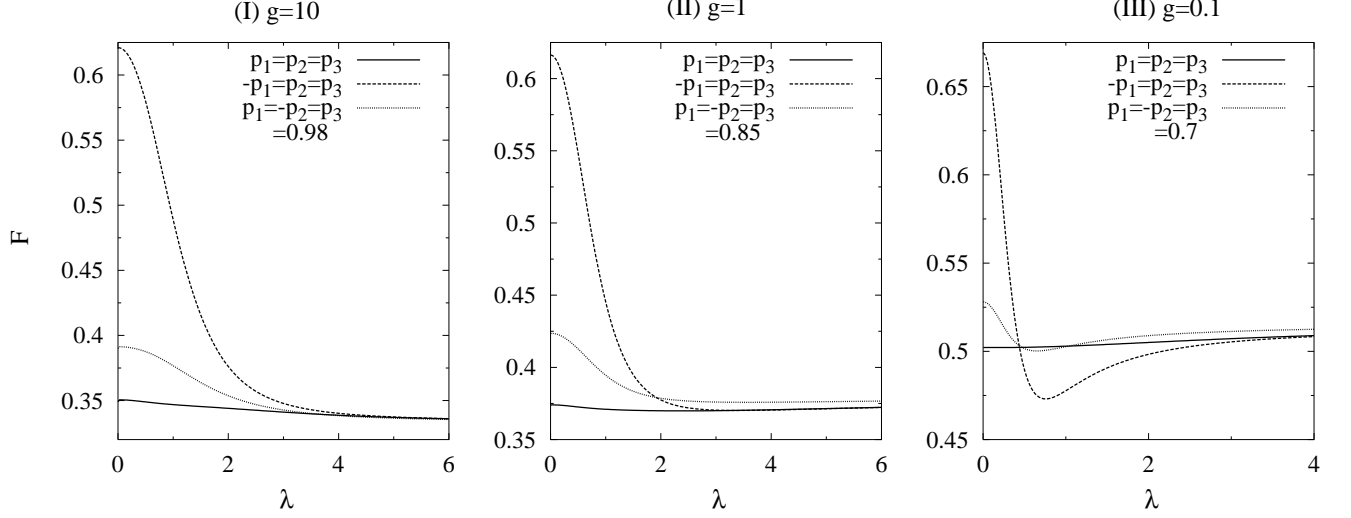 (I) g=10
(II) g=1
(III) g=0.1
F
0.6
0.55
0.5
0.45
0.4
0.35
p₁=p₂=p₃
-p₁=p₂=p₃
p₁=-p₂=p₃
=0.98
0 2 4 6
λ
0.6
0.55
0.5
0.45
0.4
0.35
p₁=p₂=p₃
-p₁=p₂=p₃
p₁=-p₂=p₃
=0.85
0 2 4 6
λ
0.65
0.6
0.55
0.5
0.45
p₁=p₂=p₃
-p₁=p₂=p₃
p₁=-p₂=p₃
=0.7
0 2 4
λ